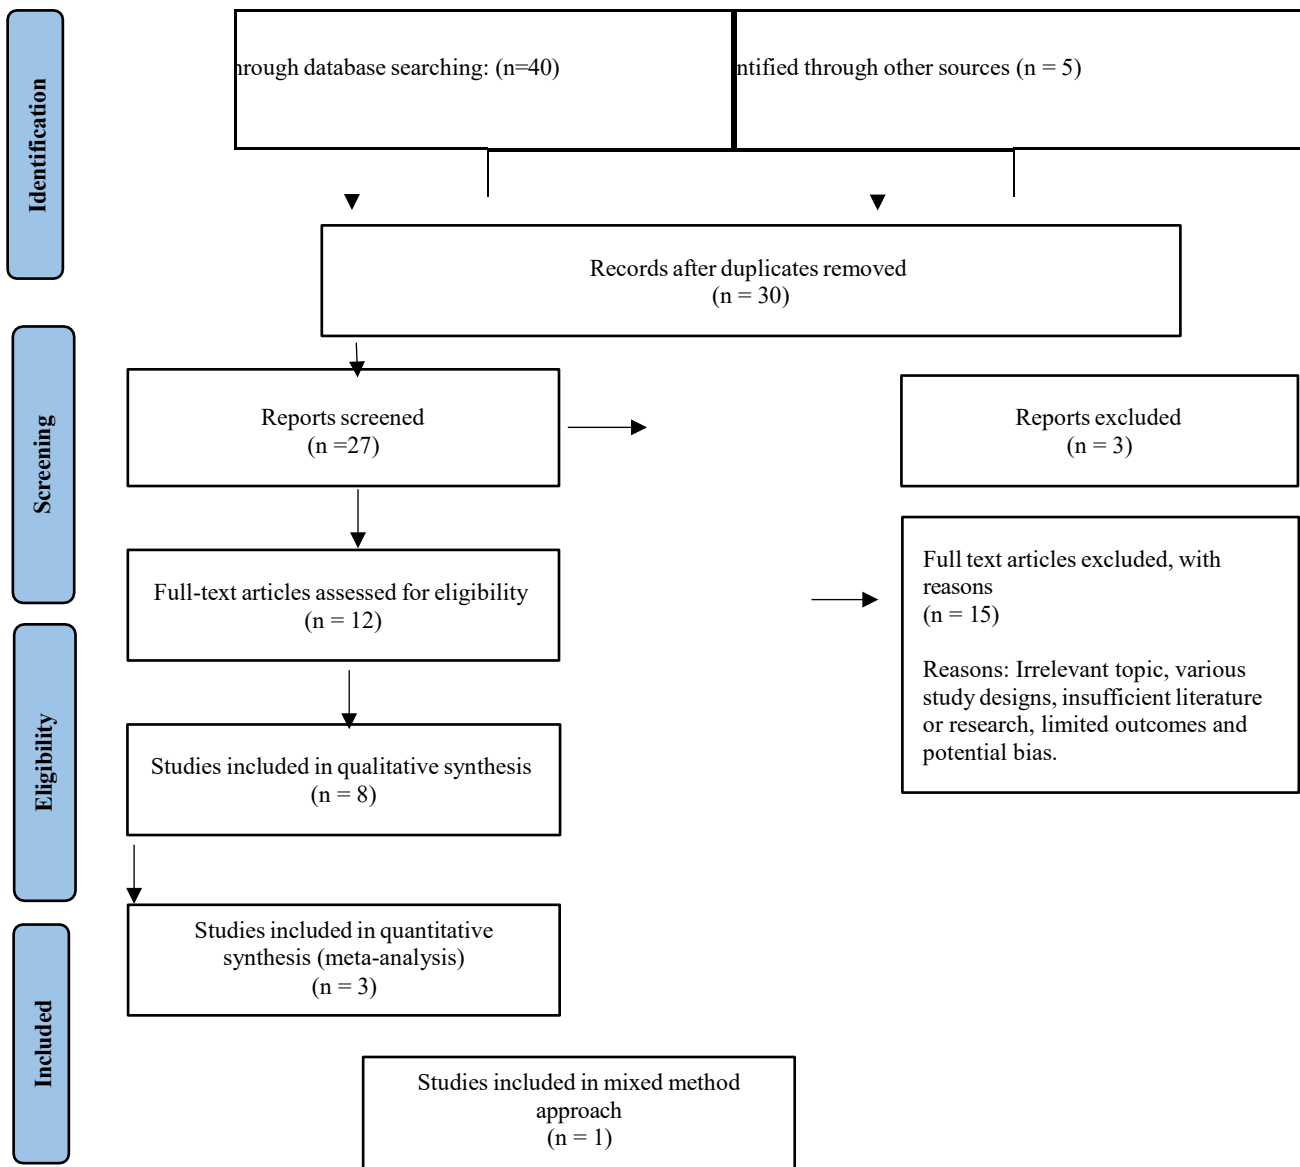 Identification
hrough database searching: (n=40)
ntified through other sources (n = 5)
Records after duplicates removed
(n = 30)
Screening
Reports screened
(n =27)
Reports excluded
(n = 3)
Full-text articles assessed for eligibility
(n = 12)
Full text articles excluded, with
reasons
(n = 15)
Reasons: Irrelevant topic, various
study designs, insufficient literature
or research, limited outcomes and
potential bias.
Eligibility
Studies included in qualitative synthesis
(n = 8)
Included
Studies included in quantitative
synthesis (meta-analysis)
(n = 3)
Studies included in mixed method
approach
(n = 1)